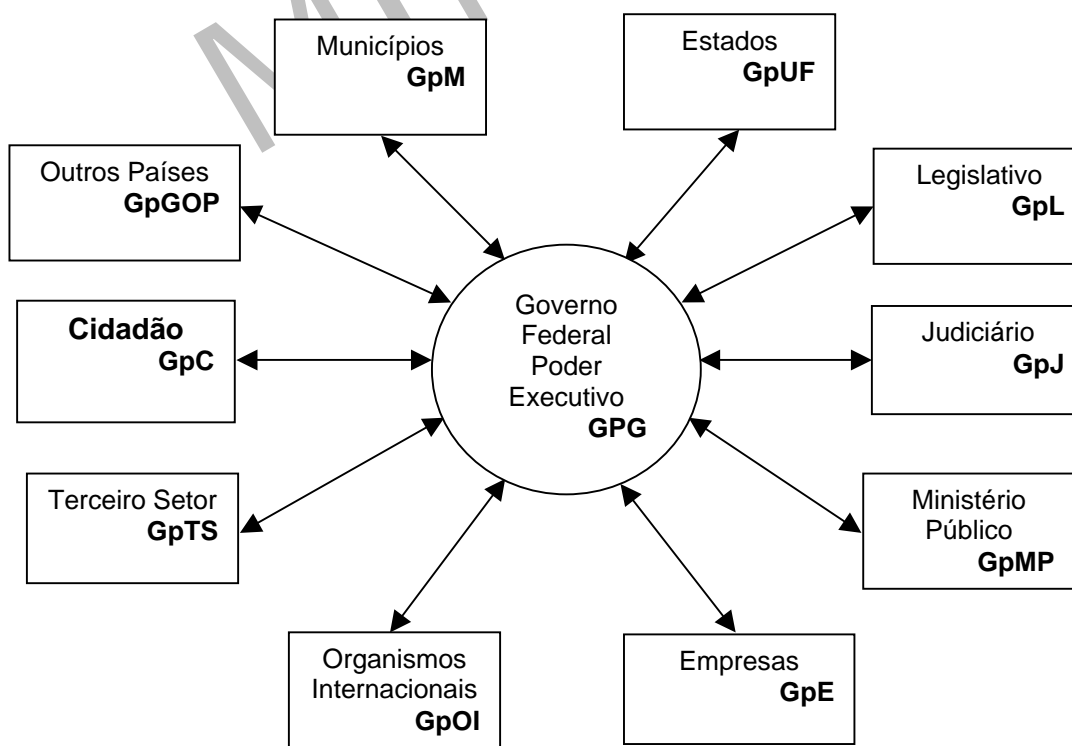 Municípios
GpM
Estados
GpUF
Outros Países
GpGOP
Legislativo
GpL
Governo
Federal
Poder
Executivo
GPG
Cidadão
GpC
Judiciário
GpJ
Terceiro Setor
GpTS
Ministério
Público
GpMP
Organismos
Internacionais
GpOI
Empresas
GpE